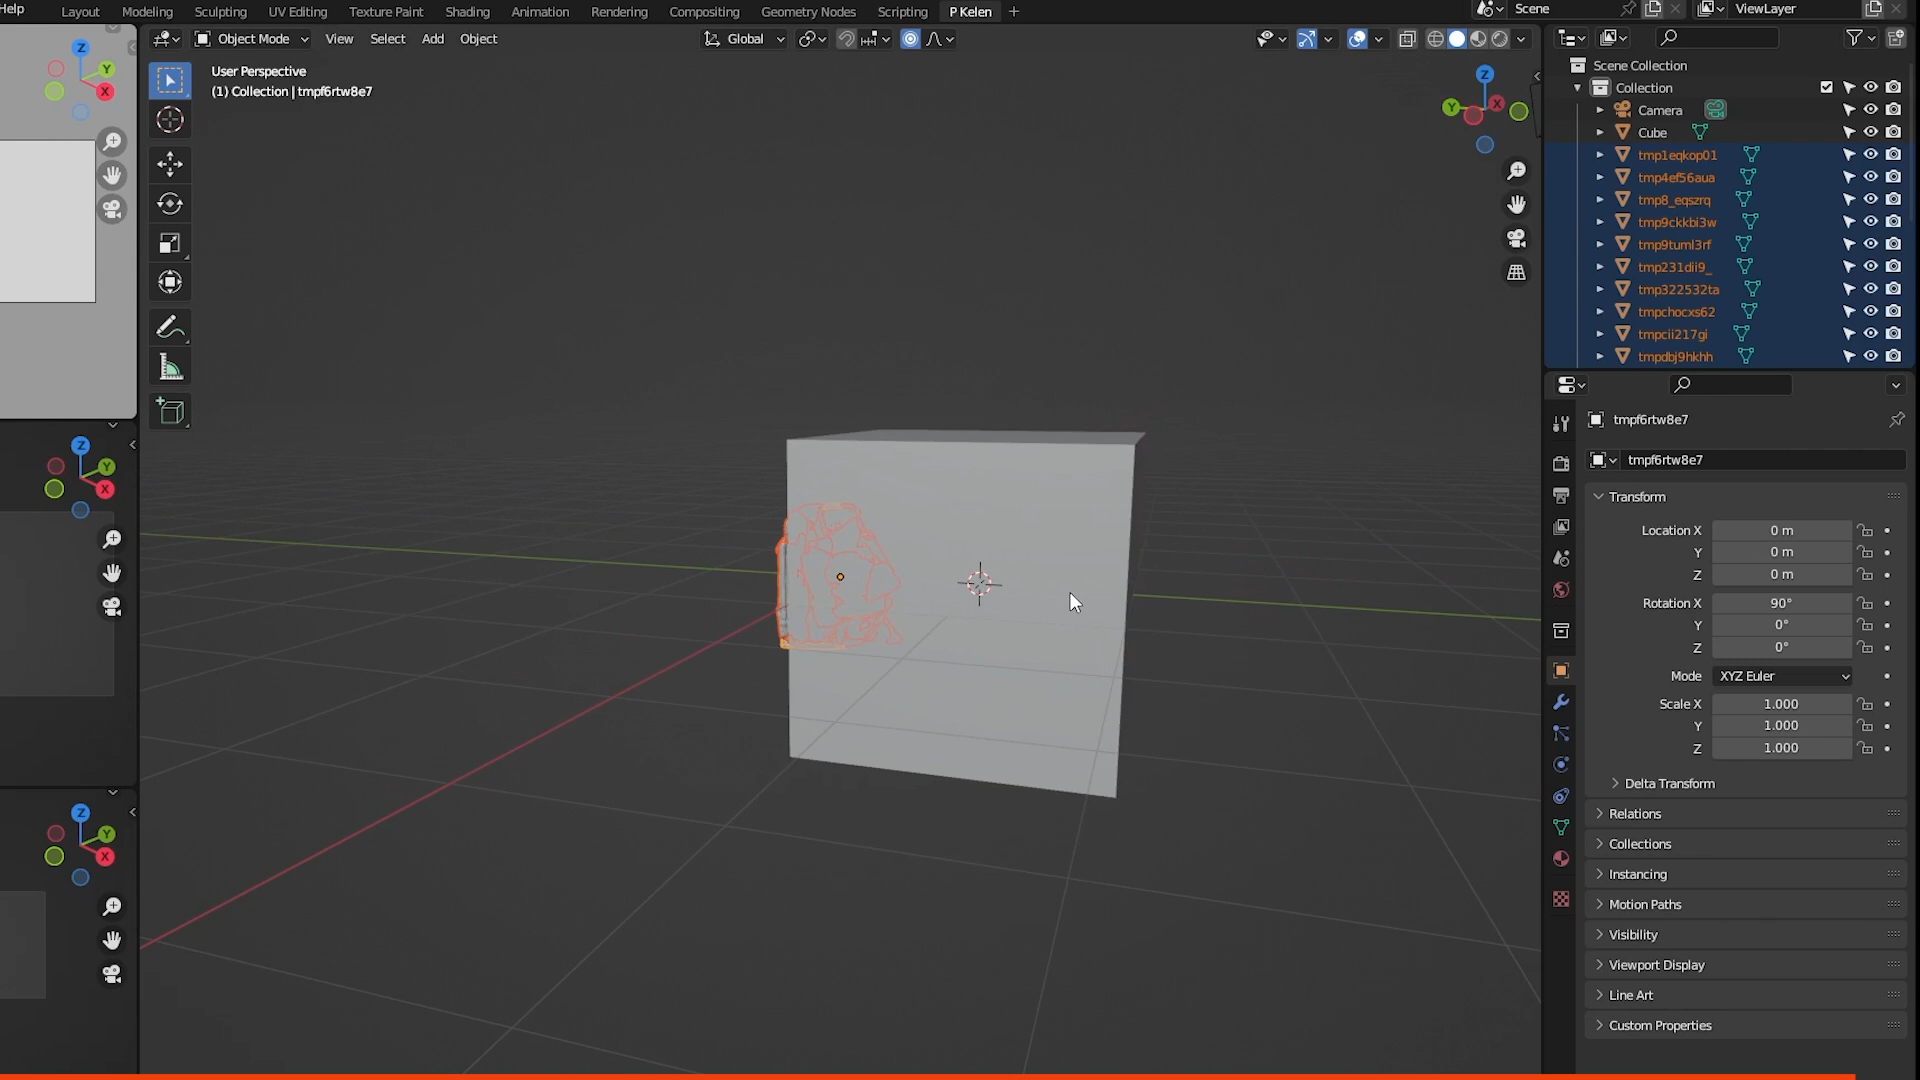 Help
Layout Modeling Sculpting UV Editing Texture Paint Shading Animation Rendering Compositing Geometry Nodes Scripting P Kelen +
Scene
ViewLayer
Object Mode View Select Add Object
Global
User Perspective
(1) Collection | tmpf6rtw8e7
Z
Y
X
Z
Y
X
Z
Y
X
Z
Y
X
Scene Collection
Collection
Camera
Cube
tmp1eqkop01
tmp4ef56aua
tmp8_eqszrq
tmp9ckkbi3w
tmp9tuml3rf
tmp231dii9_
tmp322532ta
tmpchocxs62
tmpcii217gi
tmpdbj9hkhh
tmpf6rtw8e7
tmpf6rtw8e7
Transform
Location X 0 m
Y 0 m
Z 0 m
Rotation X 90°
Y 0°
Z 0°
Mode XYZ Euler
Scale X 1.000
Y 1.000
Z 1.000
Delta Transform
Relations
Collections
Instancing
Motion Paths
Visibility
Viewport Display
Line Art
Custom Properties